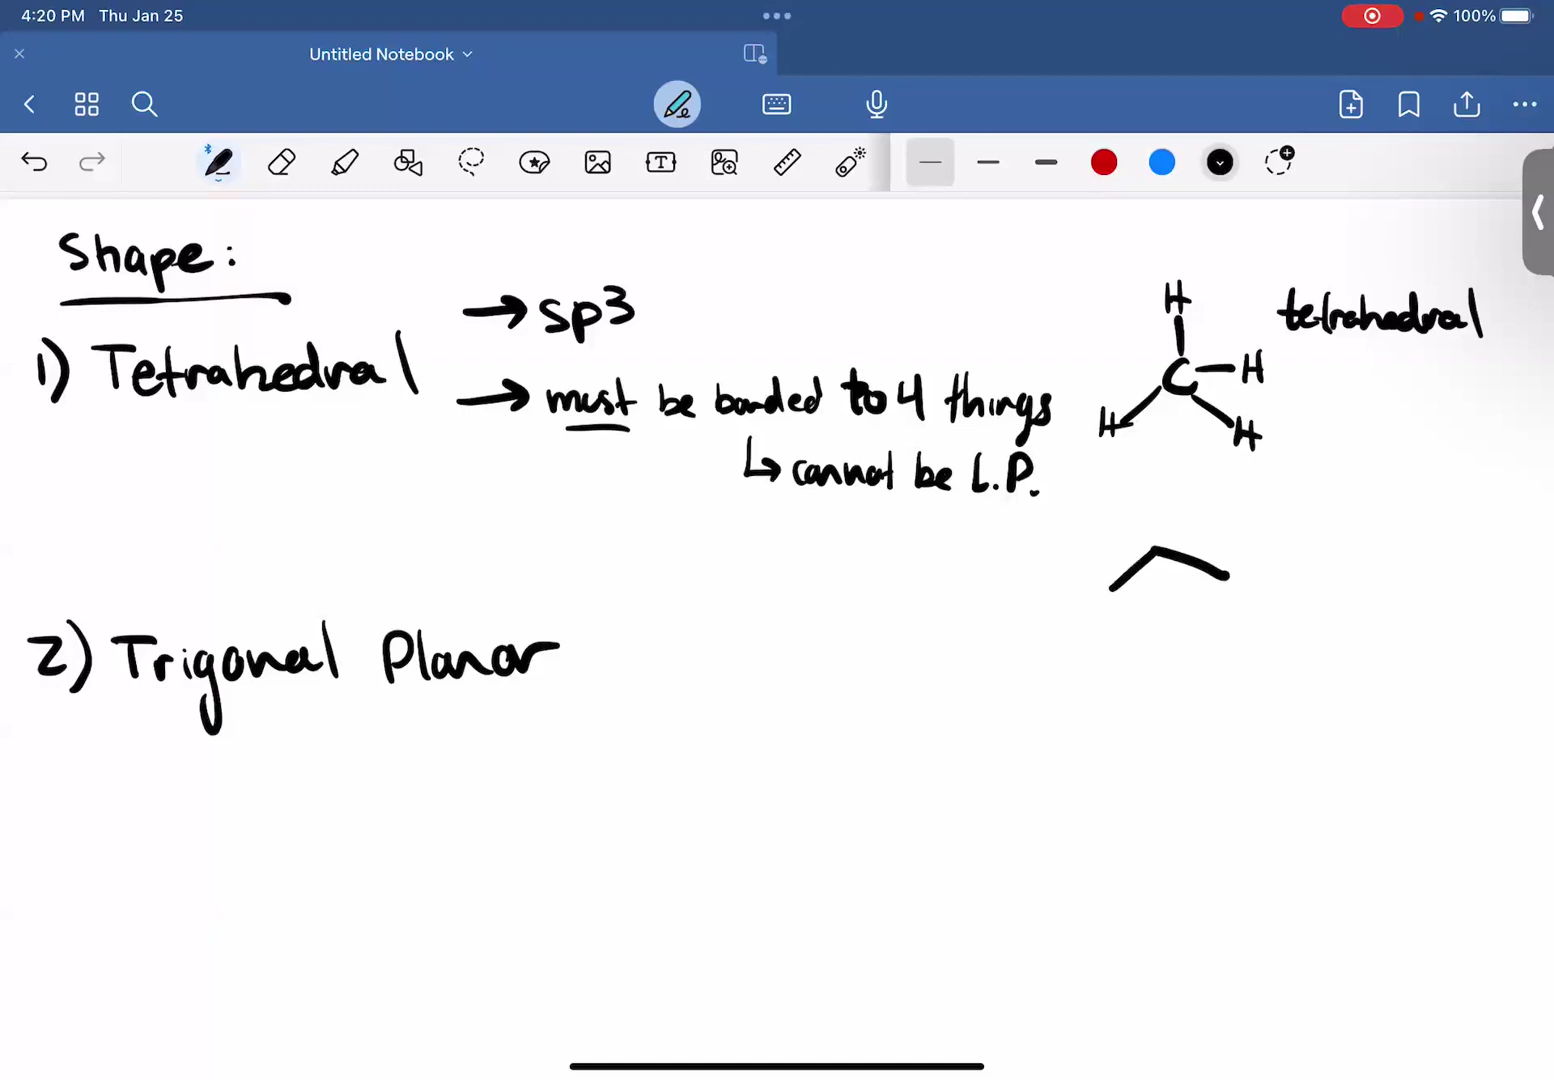 4:20 PM Thu Jan 25
100%
Untitled Notebook
Shape:
1) Tetrahedral
→ sp3
→ must be bonded to 4 things
↳ cannot be L.P.
H
C-H
H
H
tetrahedral
2) Trigonal Planar